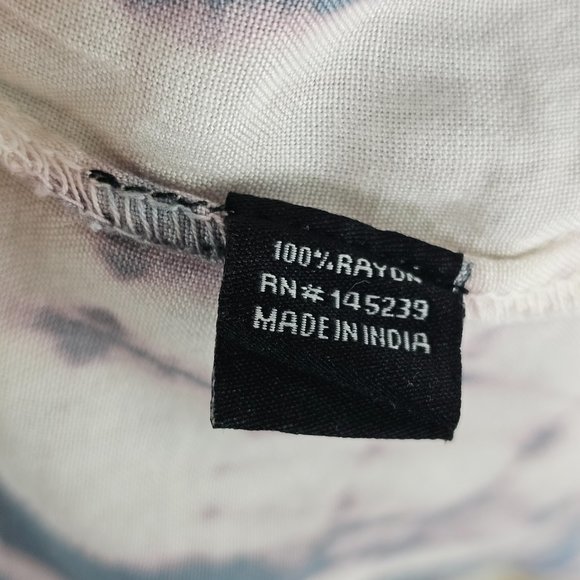 100% RAYON
RN# 145239
MADE IN INDIA